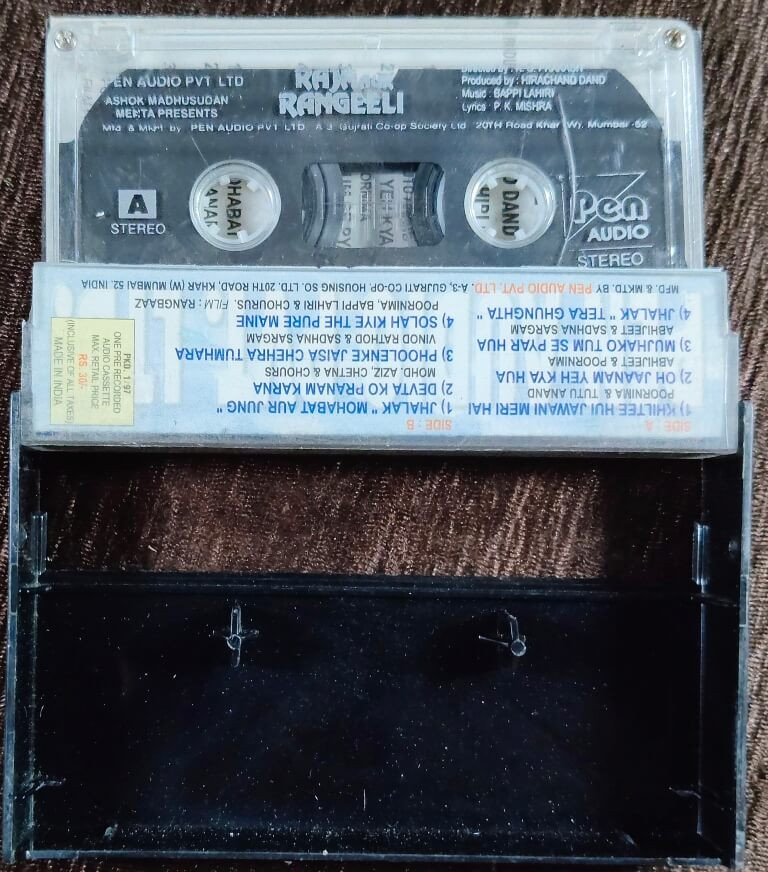 PEN AUDIO PVT LTD
ASHOK MADHUSUDAN
MEHTA PRESENTS
RAJA AUR
RANGEELI
Produced by : HIRACHAND DAND
Music : BAPPI LAHIRI
Lyrics : P. K. MISHRA
Mfd. & Mktd. by PEN AUDIO PVT. LTD. A 3 Gujrati Co-op Society Ltd 20TH Road Khar (W). Mumbai -52
A
STEREO
Pen
AUDIO
STEREO
SIDE : A
1) KHILTEE HUI JAWANI MERI HAI
POORNIMA & TUTU ANAND
2) OH JAANAM YEH KYA HUA
ABHIJEET & POORNIMA
3) MUJHAKO TUM SE PYAR HUA
ABHIJEET & SADHNA SARGAM
4) JHALAK " TERA GHUNGHTA "
SIDE : B
1) JHALAK " MOHABAT AUR JUNG "
2) DEVTA KO PRANAM KARNA
MOHD. AZIZ, CHETNA, & CHOURS
3) PHOOLENKE JAISA CHEHRA TUMHARA
VINOD RATHOD & SADHNA SARGAM
4) SOLAH KIYE THE PURE MAINE
POORNIMA, BAPPI LAHIRI & CHOURUS. FILM : RANGBAAZ
MFD. & MKTD. BY PEN AUDIO PVT. LTD. A-3, GUJRATI CO-OP. HOUSING SO. LTD. 20TH ROAD, KHAR (W) MUMBAI 52. INDIA
PKD. 1 '97
ONE PRE RECORDED
AUDIO CASSETTE
MAX. RETAIL PRICE
RS. 30/-
(INCLUSIVE OF ALL TAXES)
MADE IN INDIA